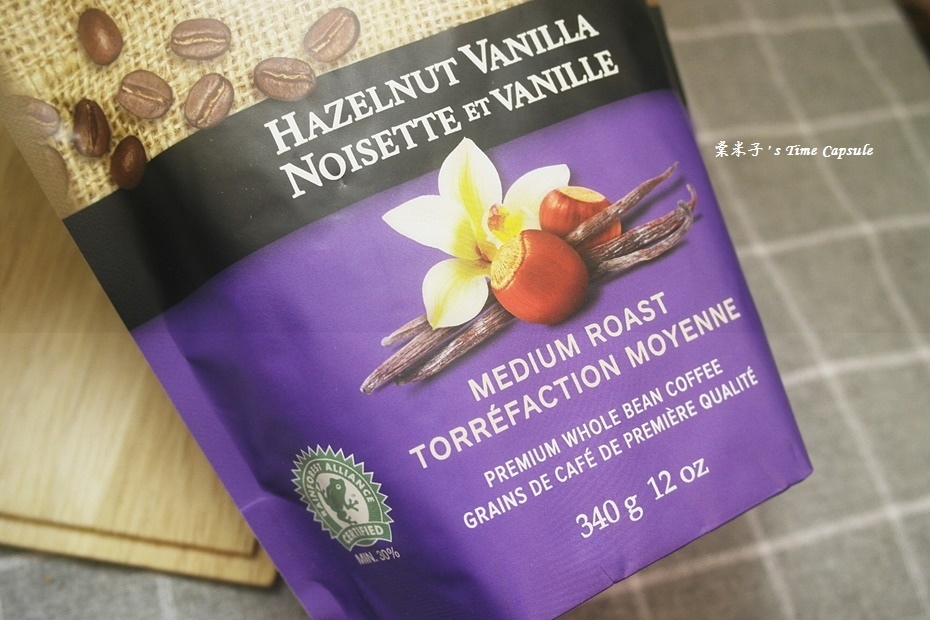 HAZELNUT VANILLA
NOISETTE ET VANILLE
粟米子's Time Capsule
MEDIUM ROAST
TORRÉFACTION MOYENNE
PREMIUM WHOLE BEAN COFFEE
GRAINS DE CAFÉ DE PREMIÈRE QUALITÉ
340 g 12 oz
RAINFOREST ALLIANCE
CERTIFIED
MIN. 30%